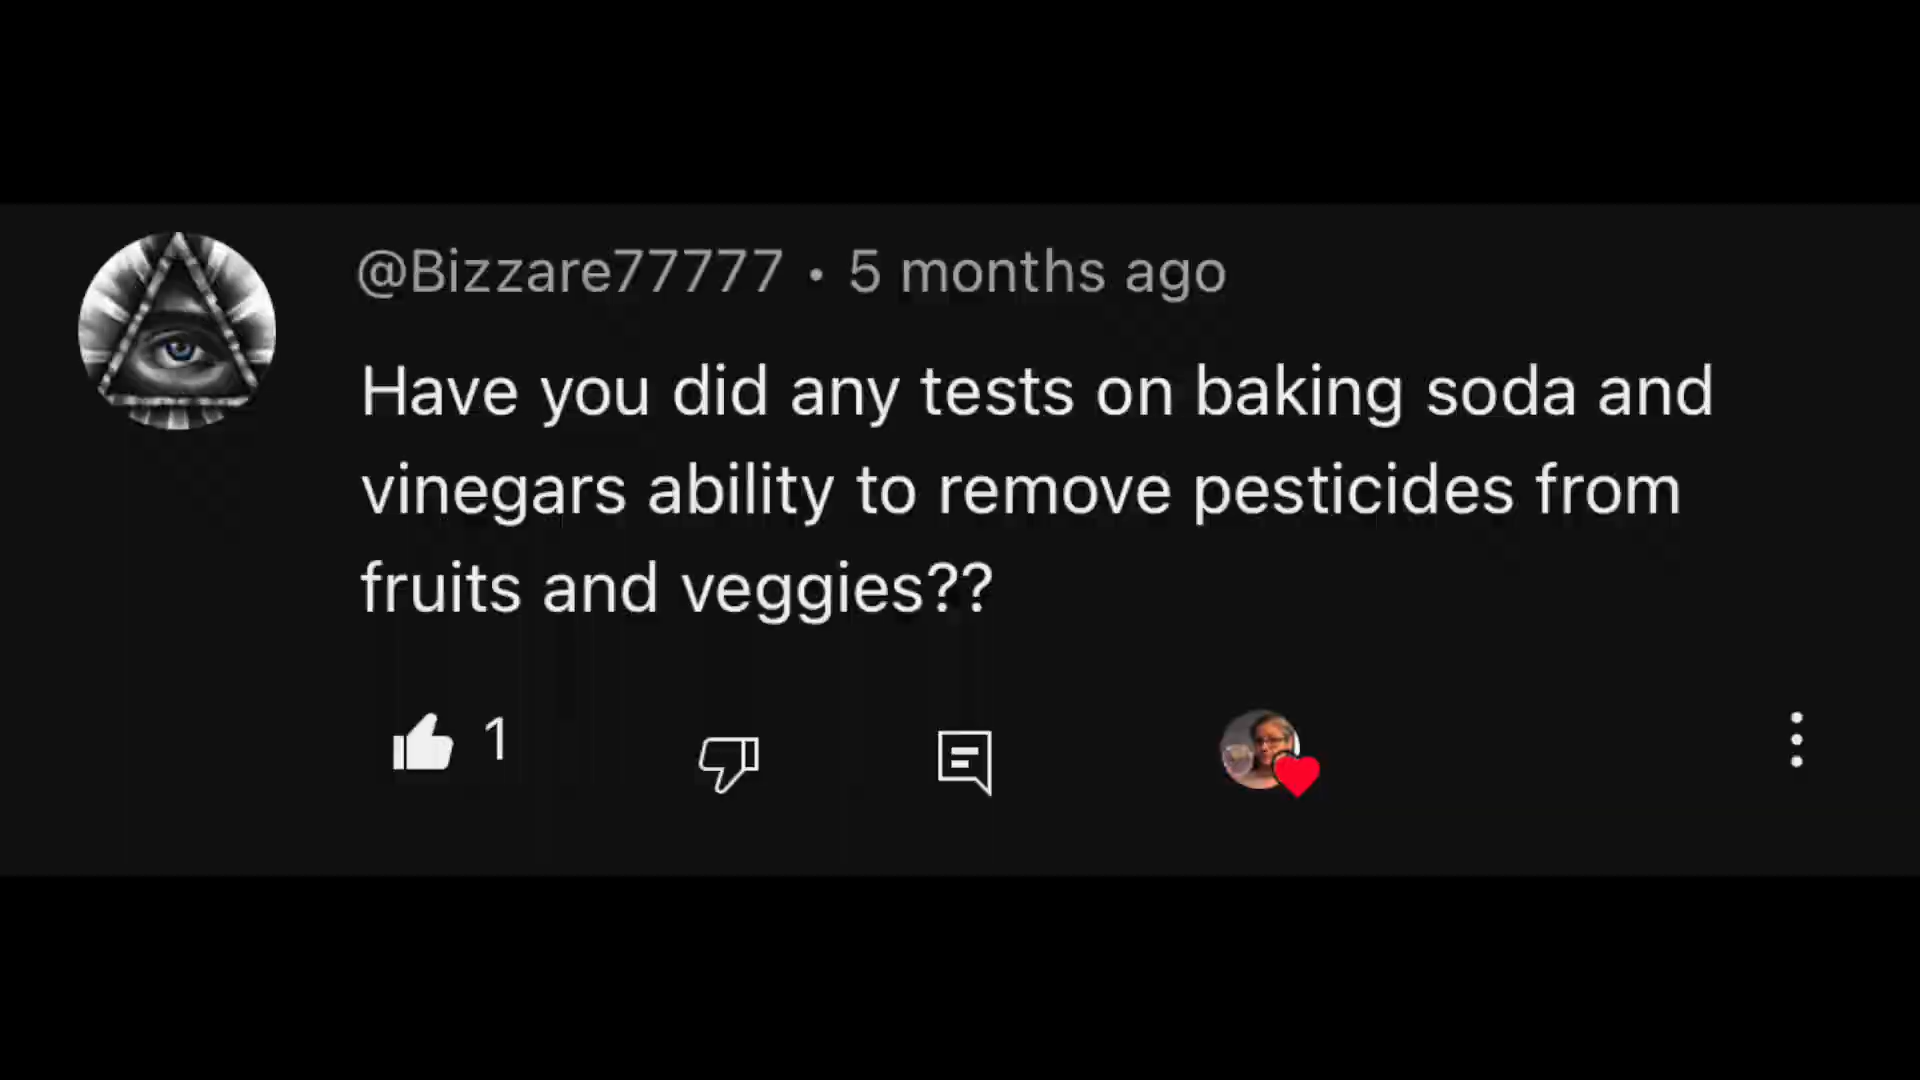 @Bizzare77777 • 5 months ago
Have you did any tests on baking soda and
vinegars ability to remove pesticides from
fruits and veggies??
1